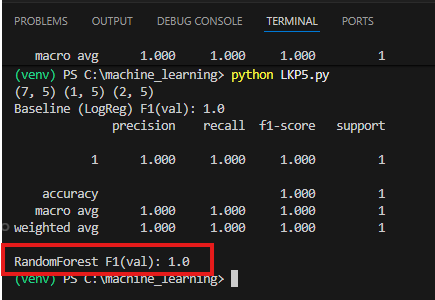 PROBLEMS OUTPUT DEBUG CONSOLE TERMINAL PORTS
macro avg 1.000 1.000 1.000 1
(venv) PS C:\machine_learning> python LKP5.py
(7, 5) (1, 5) (2, 5)
Baseline (LogReg) F1(val): 1.0
precision recall f1-score support
1 1.000 1.000 1.000 1
accuracy 1.000 1
macro avg 1.000 1.000 1.000 1
weighted avg 1.000 1.000 1.000 1
RandomForest F1(val): 1.0
(venv) PS C:\machine_learning>